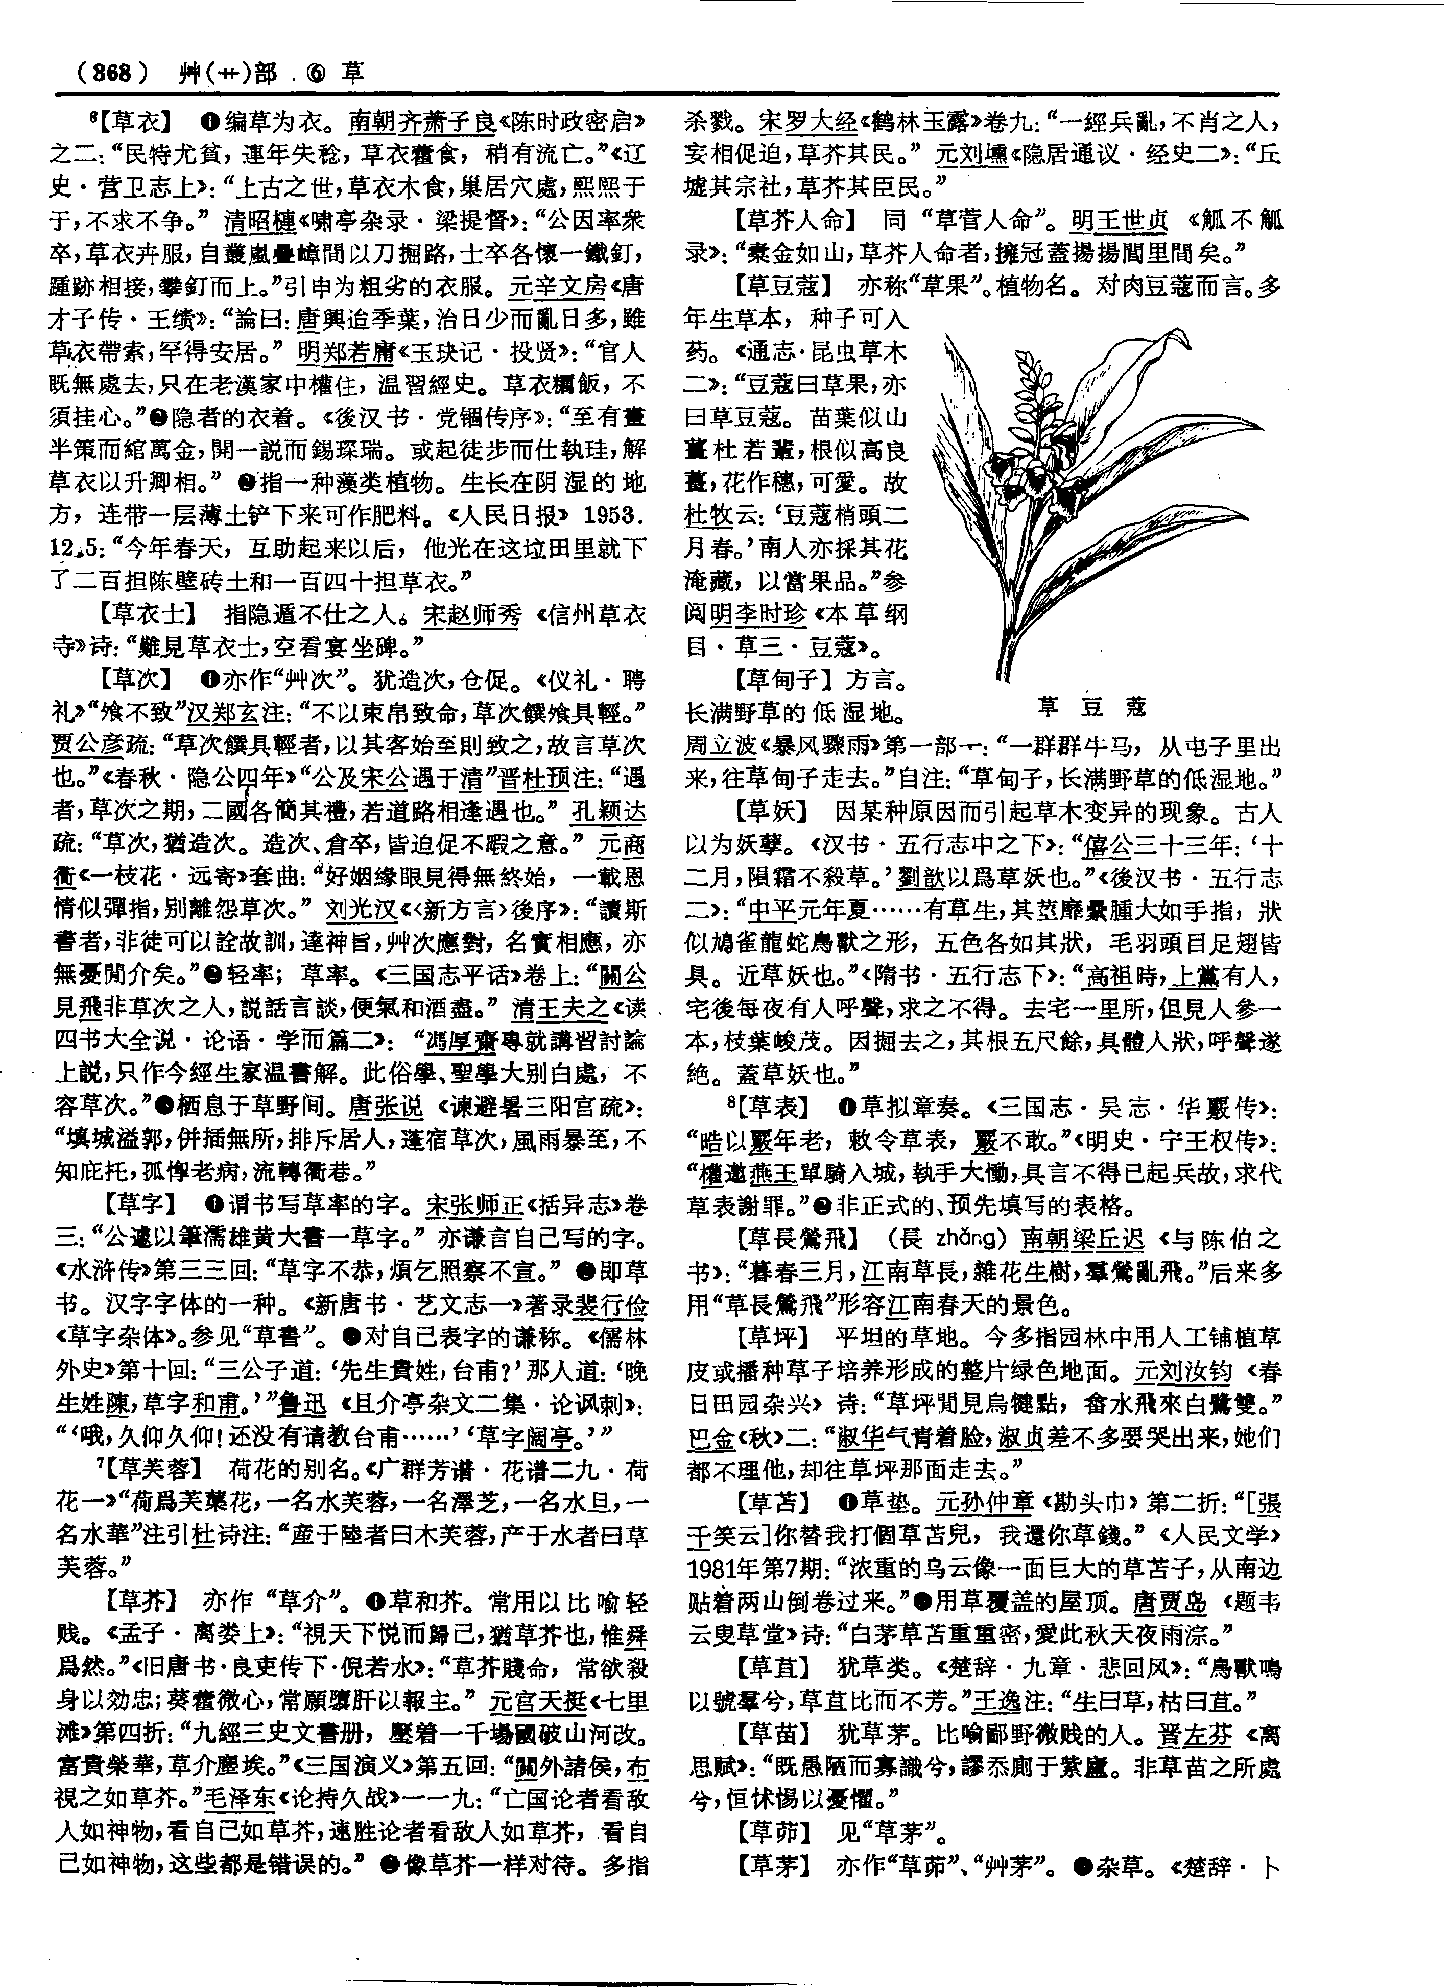 (368) 艸(艹)部 ⑥ 草
⁶【草衣】 ❶编草为衣。南朝齐萧子良《陈时政密启》
之二：“民特尤貧，連年失稔，草衣藿食，稍有流亡。”《辽
史·营卫志上》：“上古之世，草衣木食，巢居穴處，熙熙于
于，不求不争。” 清昭槤《啸亭杂录·梁提督》：“公因率衆
卒，草衣卉服，自叢嵐疊嶂間以刀掘路，士卒各懷一鐵釘，
踵跡相接，攀釘而上。”引申为粗劣的衣服。元辛文房《唐
才子传·王绩》：“論曰：唐興迨季葉，治日少而亂日多，雖
草衣帶索，罕得安居。” 明郑若庸《玉玦记·投贤》：“官人
既無處去，只在老漢家中權住，温習經史。草衣糲飯，不
須挂心。”❷隐者的衣着。《後汉书·党锢传序》：“至有畫
半策而綰萬金，開一説而錫琛瑞。或起徒步而仕執珪，解
草衣以升卿相。” ❸指一种藻类植物。生长在阴湿的地
方，连带一层薄土铲下来可作肥料。《人民日报》1953.
12.5：“今年春天，互助起来以后，他光在这垃田里就下
了二百担陈壁砖土和一百四十担草衣。”
【草衣士】 指隐遁不仕之人。宋赵师秀《信州草衣
寺》诗：“難見草衣士，空看宴坐碑。”
【草次】 ❶亦作“艸次”。犹造次，仓促。《仪礼·聘
礼》“飧不致”汉郑玄注：“不以束帛致命，草次饌飧具輕。”
贾公彦疏：“草次饌具輕者，以其客始至則致之，故言草次
也。”《春秋·隐公四年》“公及宋公遇于清”晋杜预注：“遇
者，草次之期，二國各簡其禮，若道路相逢遇也。” 孔颖达
疏：“草次，猶造次。造次、倉卒，皆迫促不暇之意。” 元商
衟《一枝花·远寄》套曲：“好姻緣眼見得無終始，一載恩
情似彈指，别離怨草次。” 刘光汉《〈新方言〉後序》：“讀斯
書者，非徒可以詮故訓，達神旨，艸次應對，名實相應，亦
無憂閒介矣。”❷轻率；草率。《三国志平话》卷上：“關公
見飛非草次之人，説話言談，便氣和酒盡。” 清王夫之《读
四书大全说·论语·学而篇二》：“馮厚齋專就講習討論
上説，只作今經生家温書解。此俗學、聖學大别白處，不
容草次。”❸栖息于草野间。唐张说《谏避暑三阳宫疏》：
“填城溢郭，併插無所，排斥居人，蓬宿草次，風雨暴至，不
知庇托，孤惸老病，流轉衢巷。”
【草字】 ❶谓书写草率的字。宋张师正《括异志》卷
三：“公遽以筆濡雄黄大書一草字。” 亦谦言自己写的字。
《水浒传》第三三回：“草字不恭，煩乞照察不宣。” ❷即草
书。汉字字体的一种。《新唐书·艺文志一》著录裴行俭
《草字杂体》。参见“草書”。❸对自己表字的谦称。《儒林
外史》第十回：“三公子道：‘先生貴姓，台甫？’那人道：‘晚
生姓陳，草字和甫。’”鲁迅《且介亭杂文二集·论讽刺》：
“‘哦，久仰久仰！还没有请教台甫……’‘草字阔亭。’”
⁷【草芙蓉】 荷花的别名。《广群芳谱·花谱二九·荷
花一》“荷爲芙蕖花，一名水芙蓉，一名澤芝，一名水旦，一
名水華”注引杜诗注：“産于陸者曰木芙蓉，产于水者曰草
芙蓉。”
【草芥】 亦作“草介”。❶草和芥。常用以比喻轻
贱。《孟子·离娄上》：“視天下悦而歸己，猶草芥也，惟舜
爲然。”《旧唐书·良吏传下·倪若水》：“草芥賤命，常欲殺
身以効忠；葵藿微心，常願隳肝以報主。” 元宫天挺《七里
滩》第四折：“九經三史文書册，壓着一千場國破山河改。
富貴榮華，草介塵埃。”《三国演义》第五回：“關外諸侯，布
視之如草芥。”毛泽东《论持久战》一一九：“亡国论者看敌
人如神物，看自己如草芥，速胜论者看敌人如草芥，看自
己如神物，这些都是错误的。” ❷像草芥一样对待。多指
杀戮。宋罗大经《鹤林玉露》卷九：“一經兵亂，不肖之人，
妄相促迫，草芥其民。” 元刘壎《隐居通议·经史二》：“丘
墟其宗社，草芥其臣民。”
【草芥人命】 同“草菅人命”。明王世贞《觚不觚
录》：“橐金如山，草芥人命者，擁冠蓋揚揚閭里間矣。”
【草豆蔻】 亦称“草果”。植物名。对肉豆蔻而言。多
年生草本，种子可入
药。《通志·昆虫草木
二》：“豆蔻曰草果，亦
曰草豆蔻。苗葉似山
薑杜若輩，根似高良
薑，花作穗，可愛。故
杜牧云：‘豆蔻梢頭二
月春。’南人亦採其花
淹藏，以當果品。”参
阅明李时珍《本草纲
目·草三·豆蔻》。
草豆蔻
【草甸子】方言。
长满野草的低湿地。
周立波《暴风骤雨》第一部一：“一群群牛马，从屯子里出
来，往草甸子走去。”自注：“草甸子，长满野草的低湿地。”
【草妖】 因某种原因而引起草木变异的现象。古人
以为妖孽。《汉书·五行志中之下》：“僖公三十三年：‘十
二月，隕霜不殺草。’劉歆以爲草妖也。”《後汉书·五行志
二》：“中平元年夏……有草生，其莖靡纍腫大如手指，狀
似鳩雀龍蛇鳥獸之形，五色各如其狀，毛羽頭目足翅皆
具。近草妖也。”《隋书·五行志下》：“高祖時，上黨有人，
宅後每夜有人呼聲，求之不得。去宅一里所，但見人參一
本，枝葉峻茂。因掘去之，其根五尺餘，具體人狀，呼聲遂
絶。蓋草妖也。”
⁸【草表】 ❶草拟章奏。《三国志·吴志·华覈传》：
“晧以覈年老，敕令草表，覈不敢。”《明史·宁王权传》：
“權邀燕王單騎入城，執手大慟，具言不得已起兵故，求代
草表謝罪。”❷非正式的、预先填写的表格。
【草長鶯飛】 （長 zhǎng）南朝梁丘迟《与陈伯之
书》：“暮春三月，江南草長，雜花生樹，羣鶯亂飛。”后来多
用“草長鶯飛”形容江南春天的景色。
【草坪】 平坦的草地。今多指园林中用人工铺植草
皮或播种草子培养形成的整片绿色地面。元刘汝钧《春
日田园杂兴》诗：“草坪閒見烏犍點，畬水飛來白鷺雙。”
巴金《秋》二：“淑华气青着脸，淑贞差不多要哭出来，她们
都不理他，却往草坪那面走去。”
【草苫】 ❶草垫。元孙仲章《勘头巾》第二折：“[張
千笑云]你替我打個草苫兒，我還你草錢。”《人民文学》
1981年第7期：“浓重的乌云像一面巨大的草苫子，从南边
贴着两山倒卷过来。”❷用草覆盖的屋顶。唐贾岛《题韦
云叟草堂》诗：“白茅草苫重重密，愛此秋天夜雨淙。”
【草苴】 犹草类。《楚辞·九章·悲回风》：“鳥獸鳴
以號羣兮，草苴比而不芳。”王逸注：“生曰草，枯曰苴。”
【草苗】 犹草茅。比喻鄙野微贱的人。晋左芬《离
思赋》：“既愚陋而寡識兮，謬忝廁于紫廬。非草苗之所處
兮，恒怵惕以憂懼。”
【草茆】 见“草茅”。
【草茅】 亦作“草茆”、“艸茅”。❶杂草。《楚辞·卜